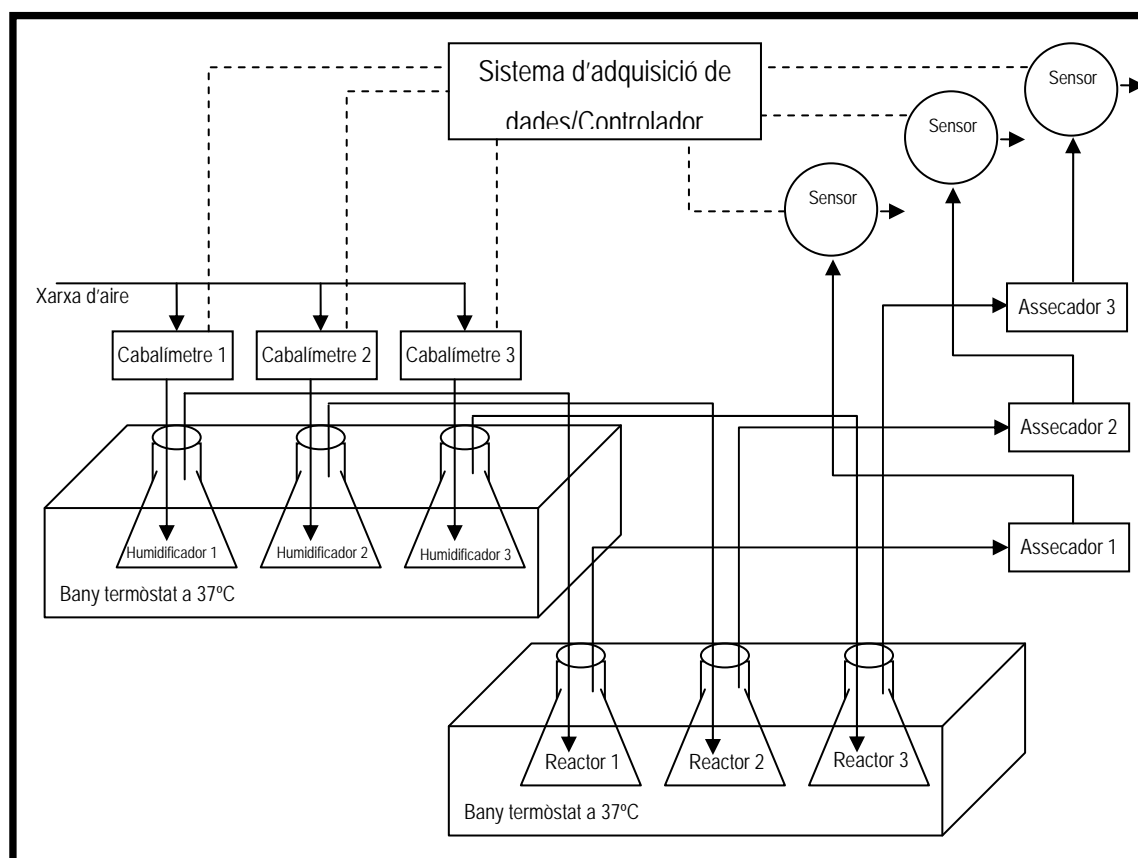 Sistema d'adquisició de
dades/Controlador
Sensor
Sensor
Sensor
Xarxa d'aire
Cabalímetre 1
Cabalímetre 2
Cabalímetre 3
Assecador 3
Assecador 2
Assecador 1
Humidificador 1
Humidificador 2
Humidificador 3
Bany termòstat a 37ºC
Reactor 1
Reactor 2
Reactor 3
Bany termòstat a 37ºC